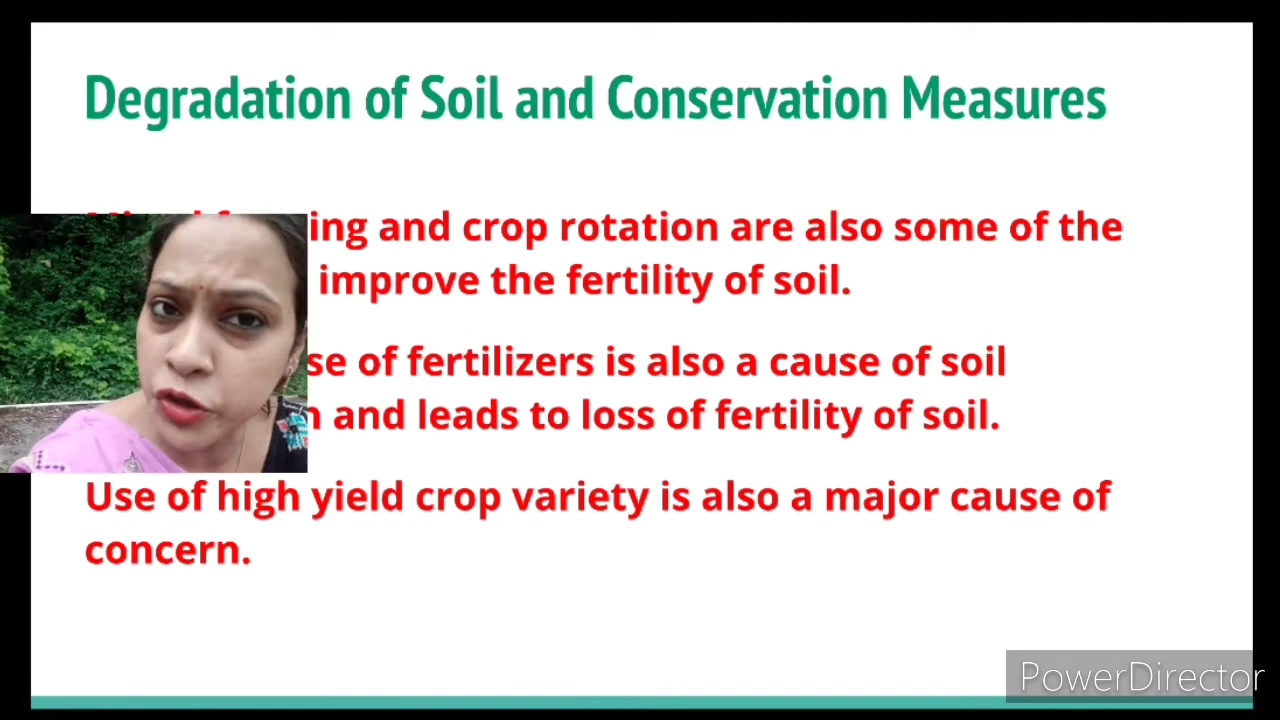 Degradation of Soil and Conservation Measures
and crop rotation are also some of the
improve the fertility of soil.
of fertilizers is also a cause of soil
and leads to loss of fertility of soil.
Use of high yield crop variety is also a major cause of
concern.
PowerDirector